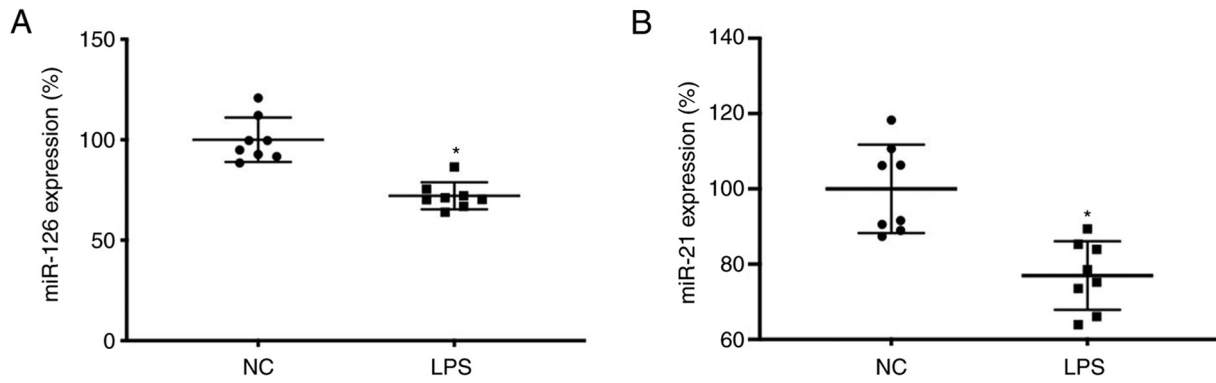 A
miR-126 expression (%)
150
100
50
0
*
NC
LPS
B
miR-21 expression (%)
140
120
100
80
60
*
NC
LPS